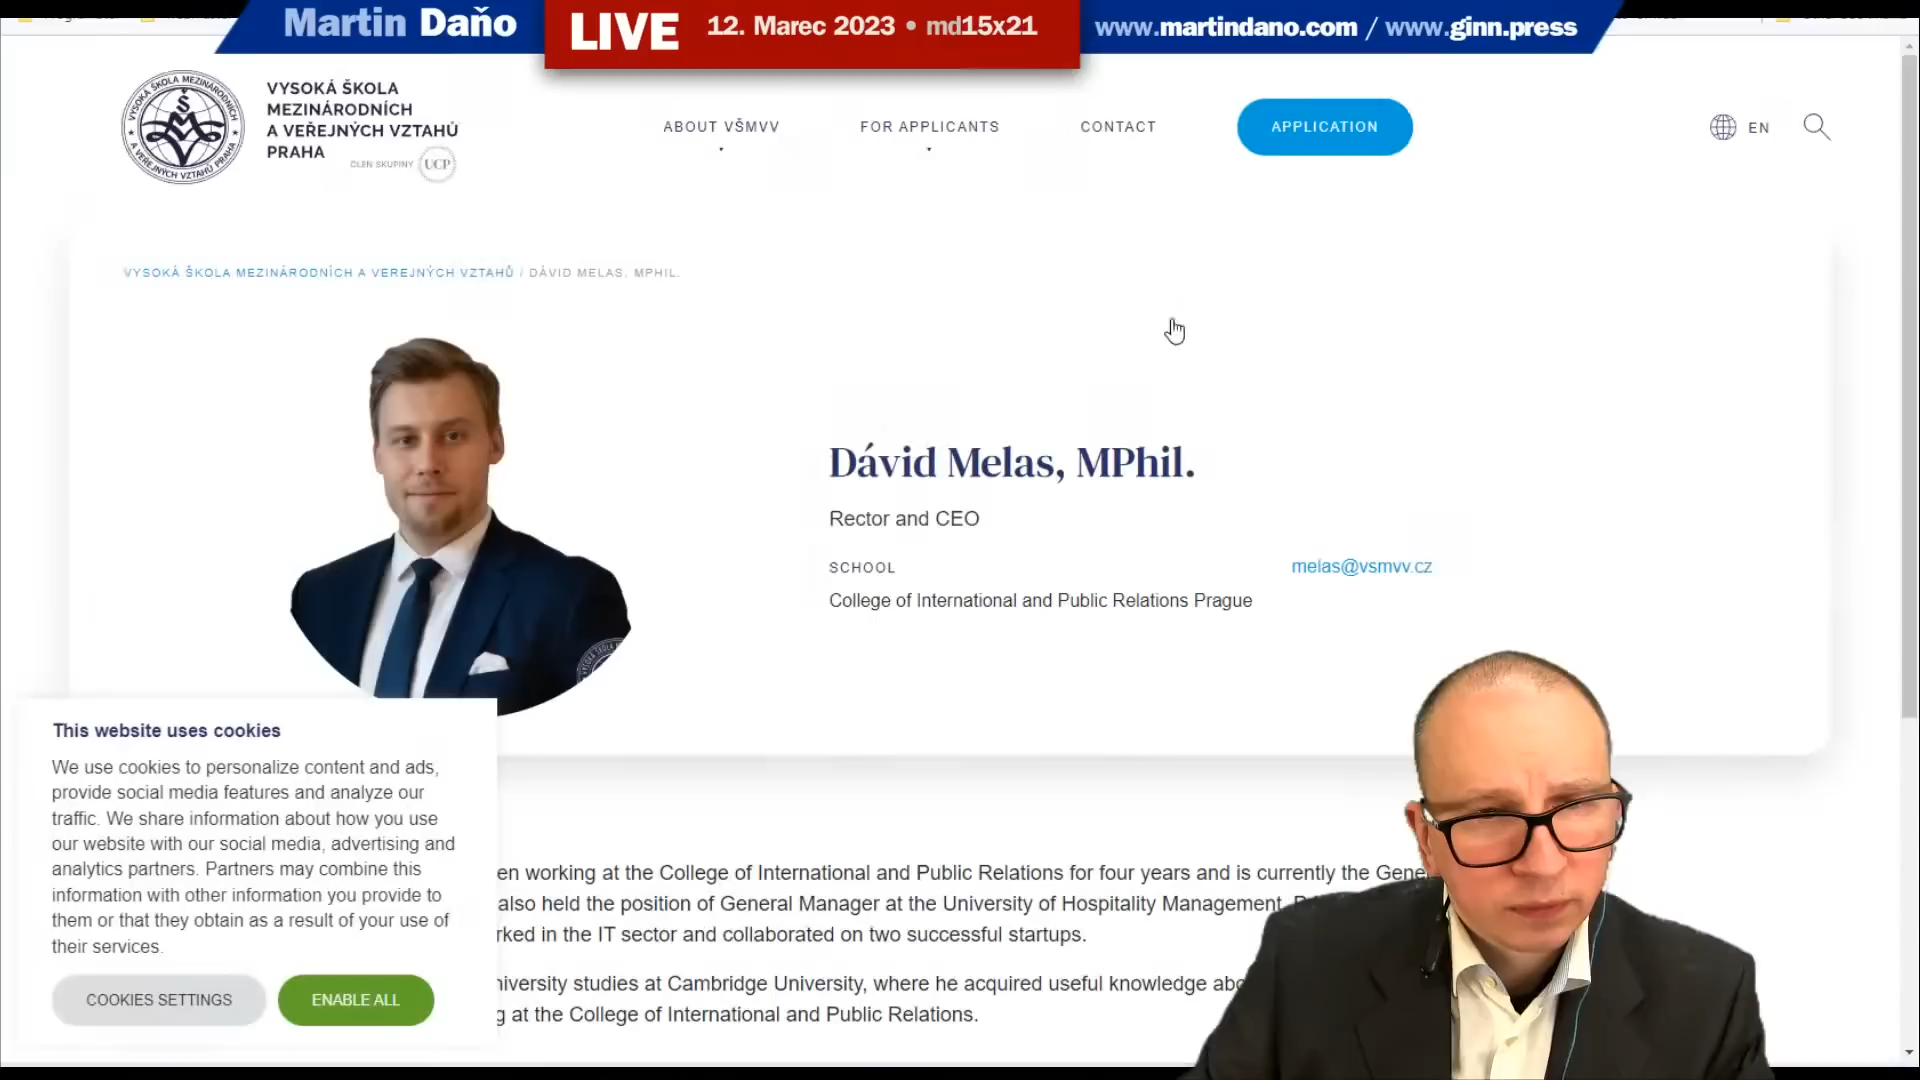 Martin Daňo
LIVE
12. Marec 2023 • md15x21
www.martindano.com / www.ginn.press
VYSOKÁ ŠKOLA
MEZINÁRODNÍCH
A VEŘEJNÝCH VZTAHŮ
PRAHA
ČLEN SKUPINY UCP
ABOUT VŠMVV
FOR APPLICANTS
CONTACT
APPLICATION
EN
VYSOKÁ ŠKOLA MEZINÁRODNÍCH A VEREJNÝCH VZTAHŮ / DÁVID MELAS, MPHIL.
Dávid Melas, MPhil.
Rector and CEO
SCHOOL
melas@vsmvv.cz
College of International and Public Relations Prague
This website uses cookies
We use cookies to personalize content and ads,
provide social media features and analyze our
traffic. We share information about how you use
our website with our social media, advertising and
analytics partners. Partners may combine this
information with other information you provide to
them or that they obtain as a result of your use of
their services.
COOKIES SETTINGS
ENABLE ALL
working at the College of International and Public Relations for four years and is currently the
also held the position of General Manager at the University of Hospitality Management.
in the IT sector and collaborated on two successful startups.
studies at Cambridge University, where he acquired useful knowledge
at the College of International and Public Relations.